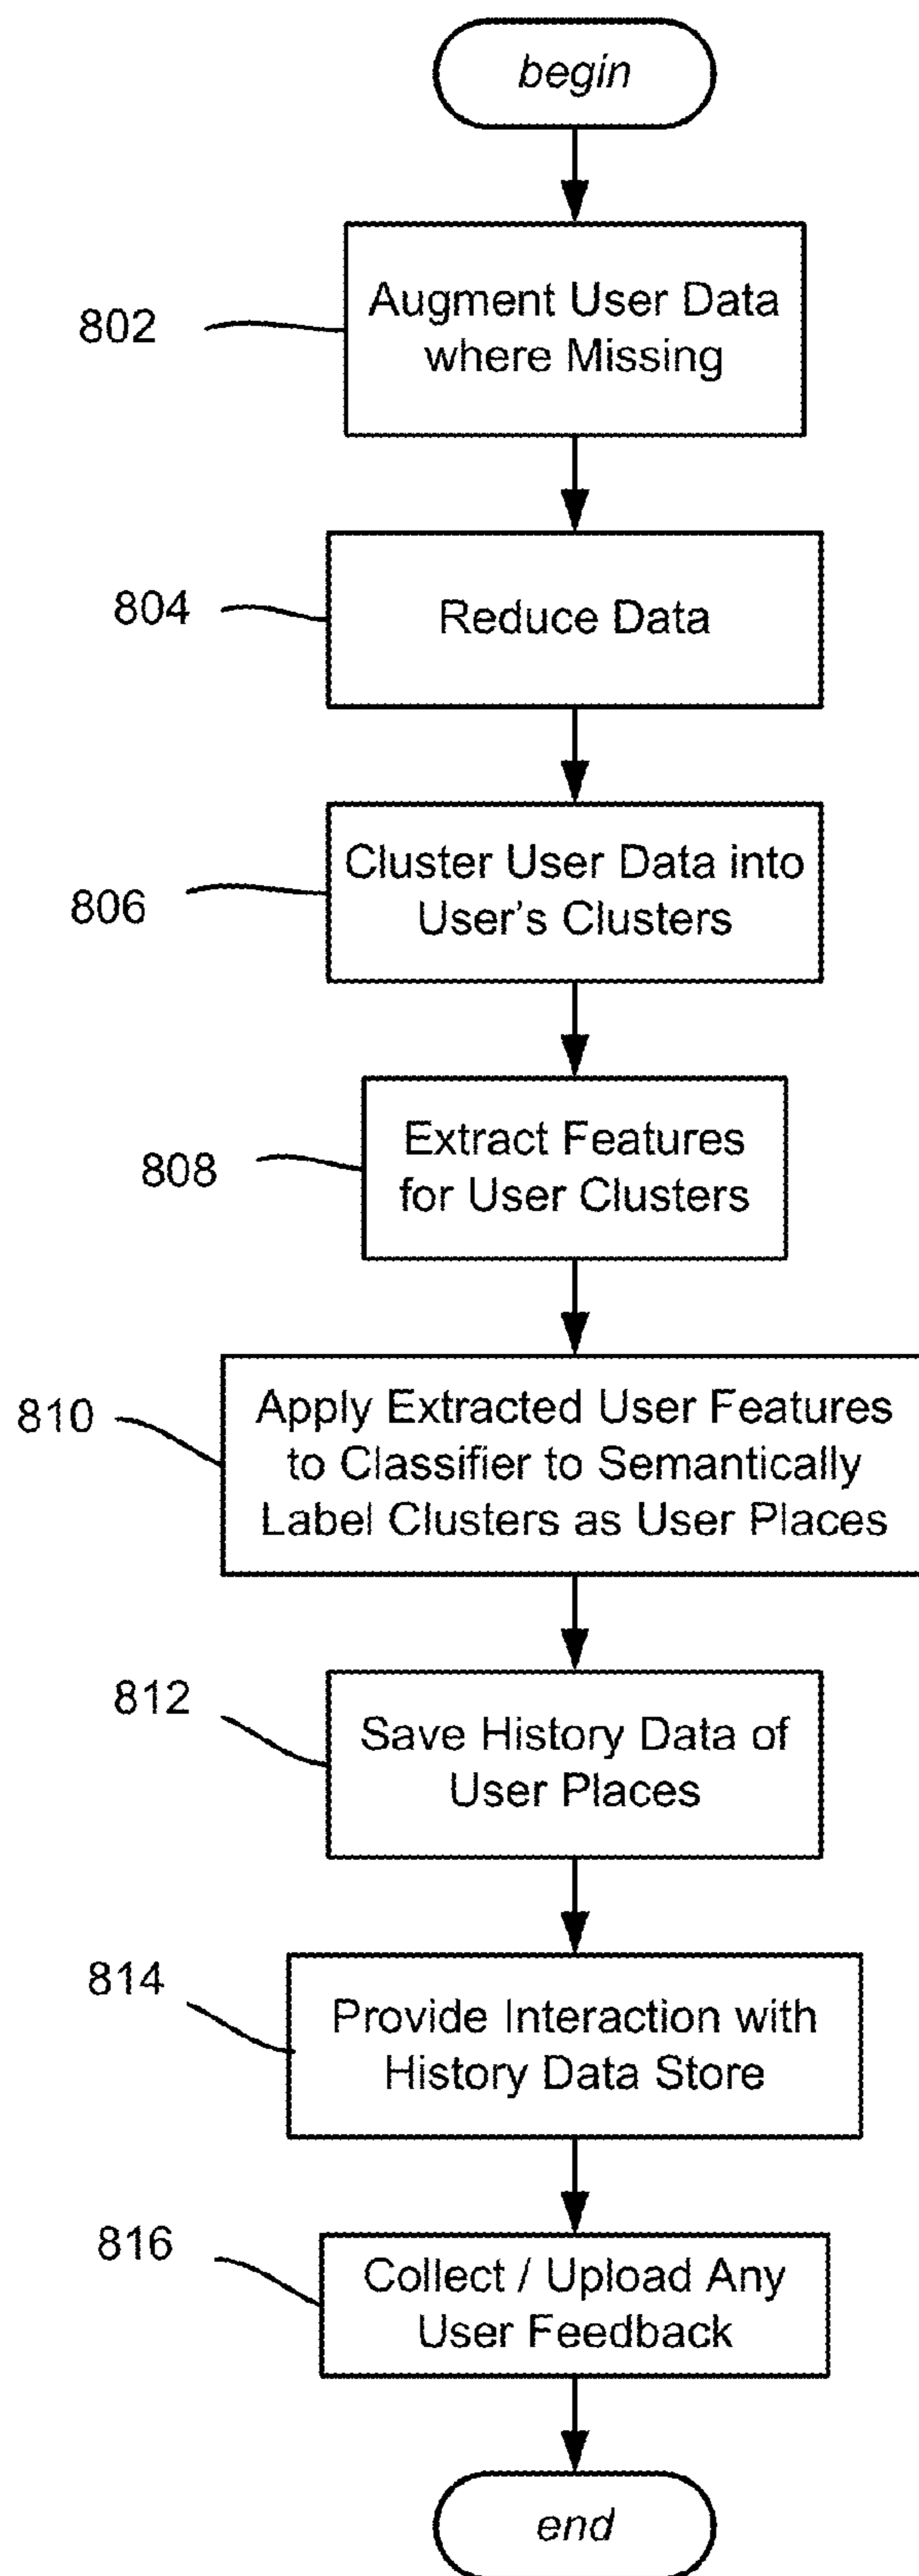 begin
802
Augment User Data
where Missing
804
Reduce Data
806
Cluster User Data into
User's Clusters
808
Extract Features
for User Clusters
810
Apply Extracted User Features
to Classifier to Semantically
Label Clusters as User Places
812
Save History Data of
User Places
814
Provide Interaction with
History Data Store
816
Collect / Upload Any
User Feedback
end